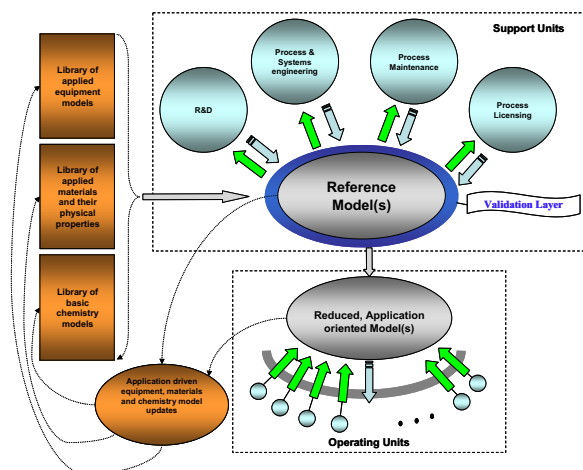 Support Units
Process &
Systems
engineering
Process
Maintenance
R&D
Process
Licensing
Library of
applied
equipment
models
Library of
applied
materials
and their
physical
properties
Library of
basic
chemistry
models
Reference
Model(s)
Validation Layer
Reduced, Application
oriented Model(s)
Application driven
equipment, materials
and chemistry model
updates
Operating Units